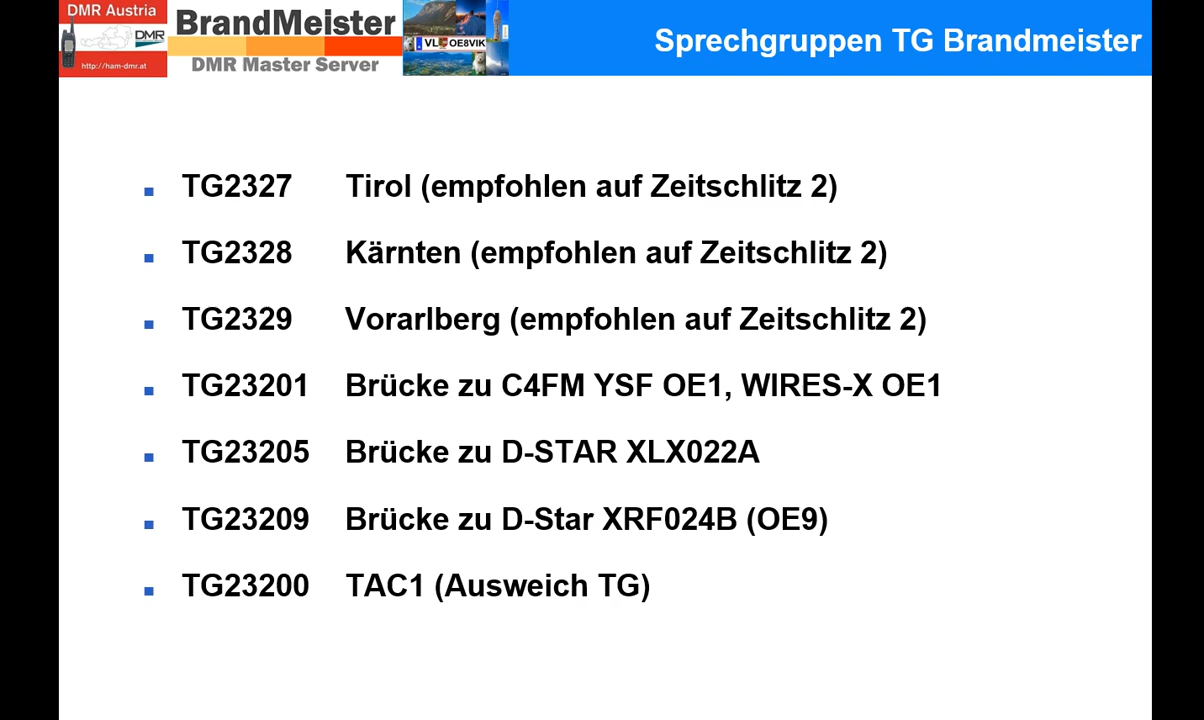 DMR Austria
DMR
http://ham-dmr.at
BrandMeister
DMR Master Server
VL OE8VIK
Sprechgruppen TG Brandmeister
TG2327 Tirol (empfohlen auf Zeitschlitz 2)
TG2328 Kärnten (empfohlen auf Zeitschlitz 2)
TG2329 Vorarlberg (empfohlen auf Zeitschlitz 2)
TG23201 Brücke zu C4FM YSF OE1, WIRES-X OE1
TG23205 Brücke zu D-STAR XLX022A
TG23209 Brücke zu D-Star XRF024B (OE9)
TG23200 TAC1 (Ausweich TG)